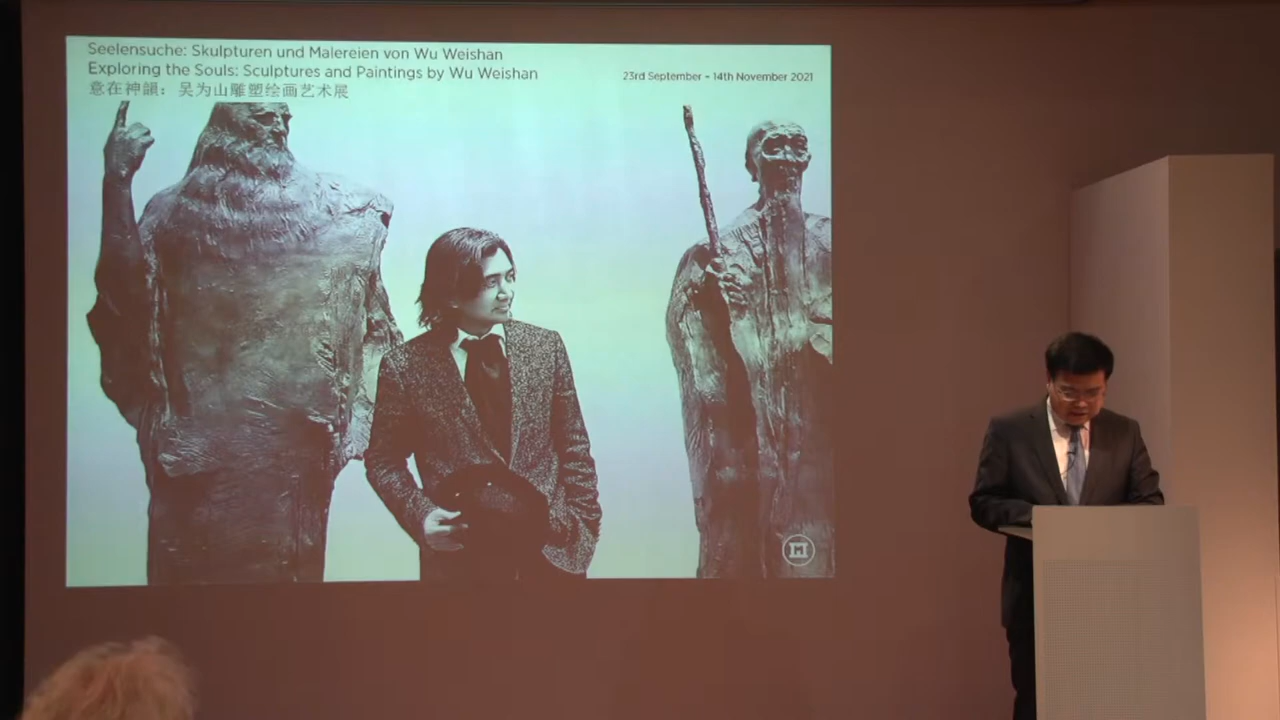 Seelensuche: Skulpturen und Malereien von Wu Weishan
Exploring the Souls: Sculptures and Paintings by Wu Weishan
23rd September - 14th November 2021
意在神韻：吴为山雕塑绘画艺术展